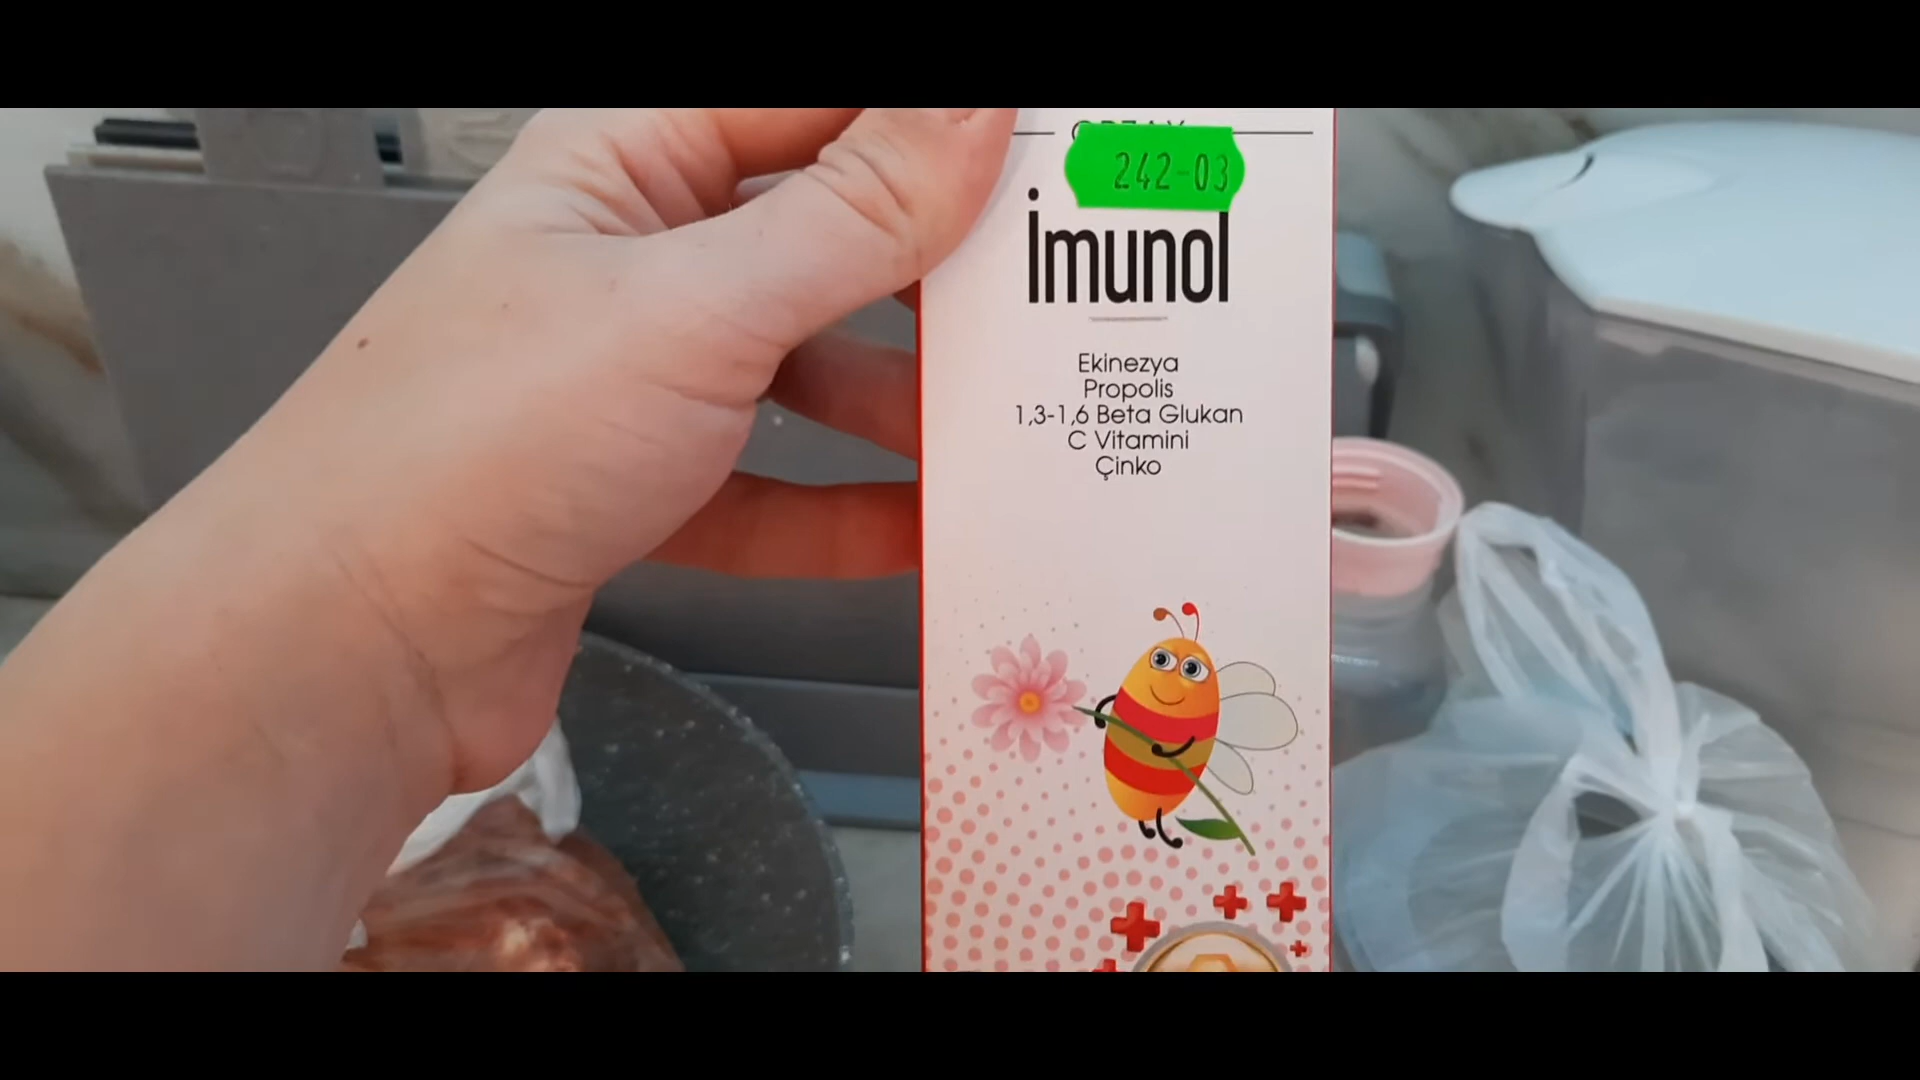 242-03
İmunol
Ekinezya
Propolis
1,3-1,6 Beta Glukan
C Vitamini
Çinko